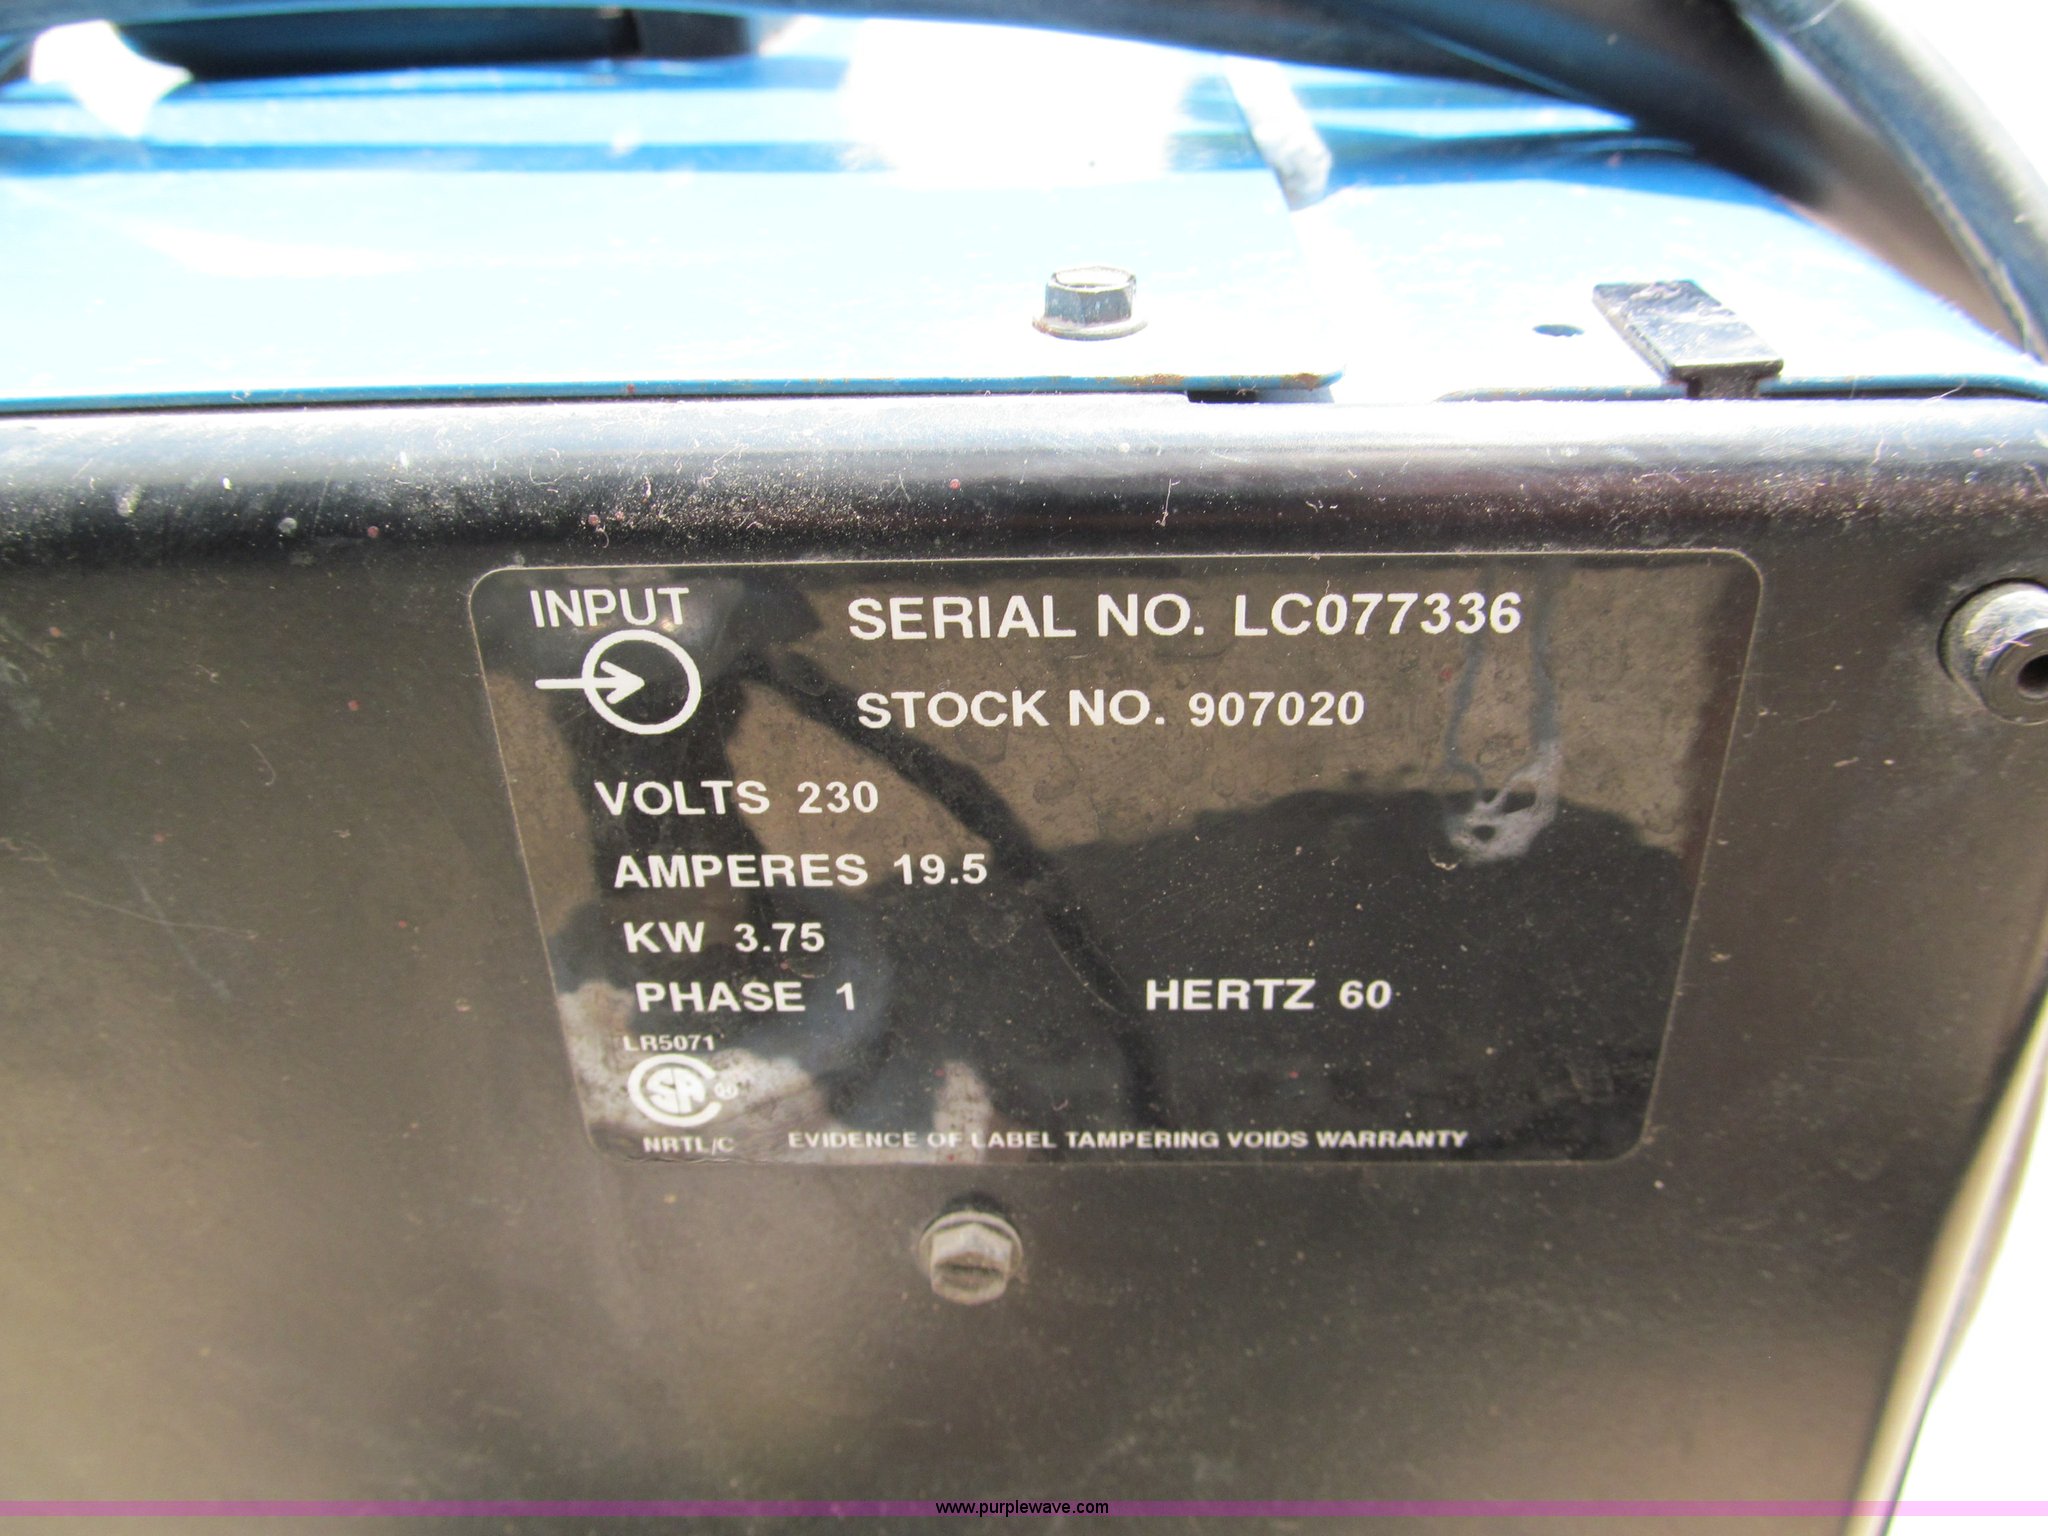 INPUT
SERIAL NO. LC077336
STOCK NO. 907020
VOLTS 230
AMPERES 19.5
KW 3.75
PHASE 1
HERTZ 60
LR5071
SA ®
NRTL/C
EVIDENCE OF LABEL TAMPERING VOIDS WARRANTY
www.purplewave.com